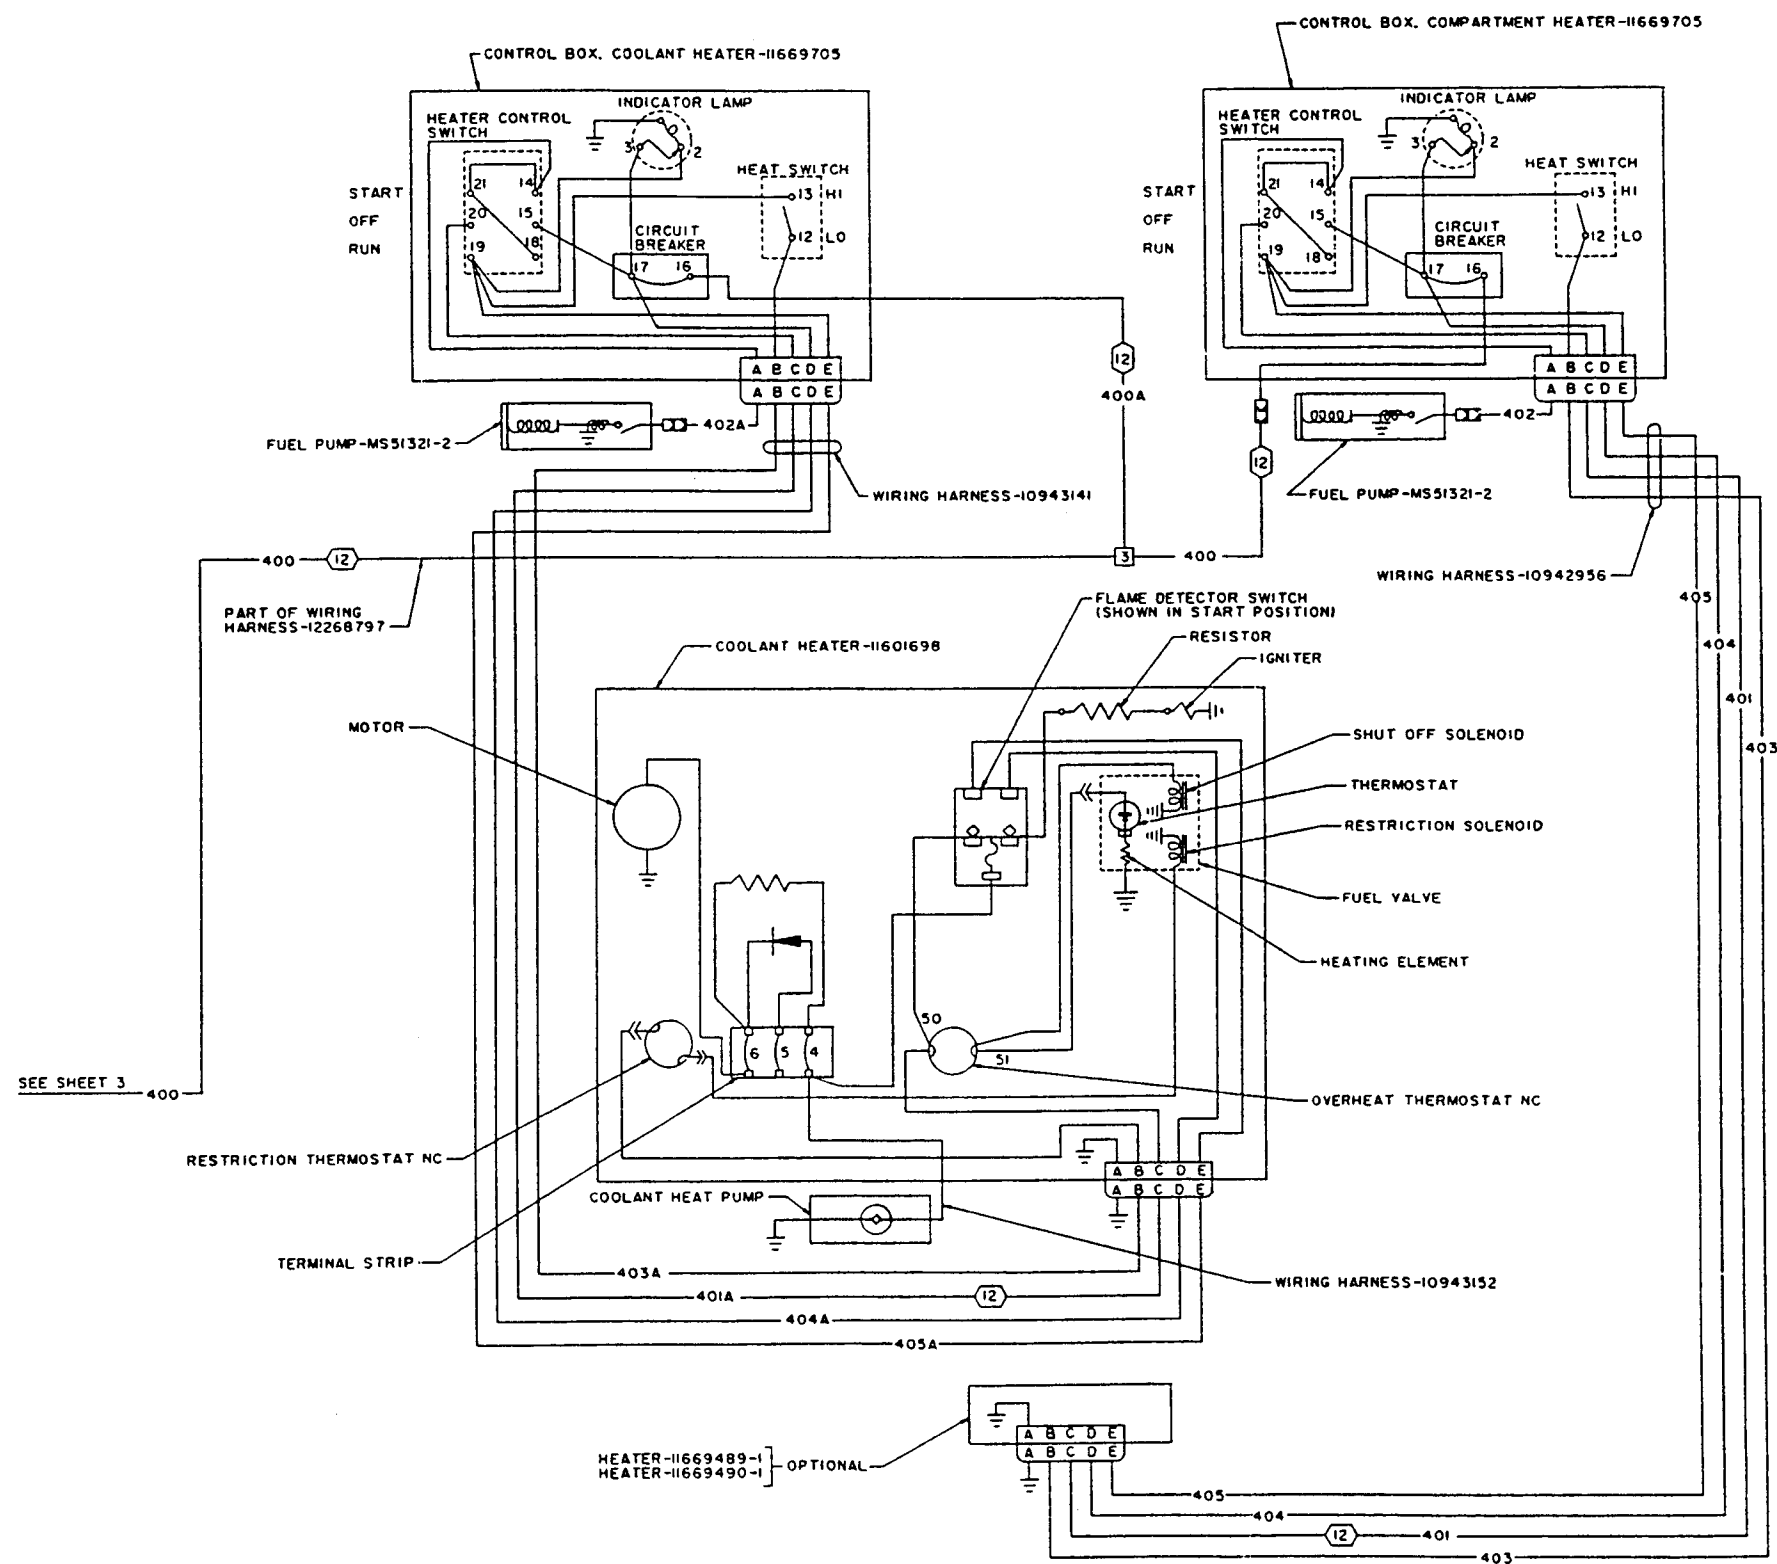 CONTROL BOX, COOLANT HEATER-11669705
INDICATOR LAMP
HEATER CONTROL
SWITCH
3
2
HEAT SWITCH
START
OFF
RUN
21
14
20
15
19
18
13 HI
12 LO
CIRCUIT
BREAKER
17
16
A B C D E
A B C D E
FUEL PUMP-MS51321-2
402A
WIRING HARNESS-10943141
12
400A
CONTROL BOX, COMPARTMENT HEATER-11669705
INDICATOR LAMP
HEATER CONTROL
SWITCH
3
2
HEAT SWITCH
START
OFF
RUN
21
14
20
15
19
18
13 HI
12 LO
CIRCUIT
BREAKER
17
16
A B C D E
A B C D E
402
12
FUEL PUMP-MS51321-2
WIRING HARNESS-10942956
400
12
3
400
PART OF WIRING
HARNESS-12268797
405
404
401
403
FLAME DETECTOR SWITCH
(SHOWN IN START POSITION)
RESISTOR
IGNITER
COOLANT HEATER-11601698
MOTOR
SHUT OFF SOLENOID
THERMOSTAT
RESTRICTION SOLENOID
FUEL VALVE
HEATING ELEMENT
50
51
6 5 4
SEE SHEET 3
400
OVERHEAT THERMOSTAT NC
RESTRICTION THERMOSTAT NC
A B C D E
A B C D E
COOLANT HEAT PUMP
TERMINAL STRIP
403A
WIRING HARNESS-10943152
401A
12
404A
405A
A B C D E
A B C D E
HEATER-11669489-1
HEATER-11669490-1
OPTIONAL
405
404
12
401
403